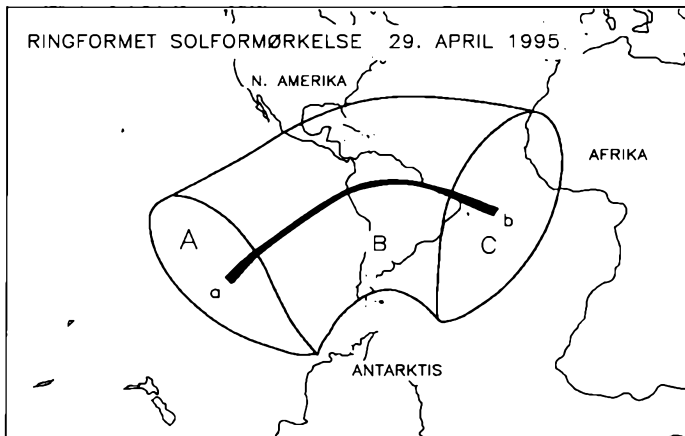 RINGFORMET SOLFORMØRKELSE 29. APRIL 1995
N. AMERIKA
AFRIKA
A
B
C
a
b
ANTARKTIS